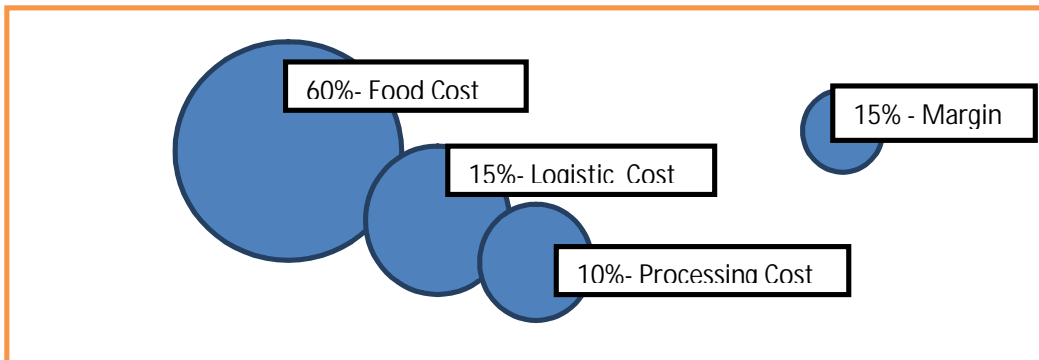 60%- Food Cost
15% - Margin
15%- Logistic Cost
10%- Processing Cost